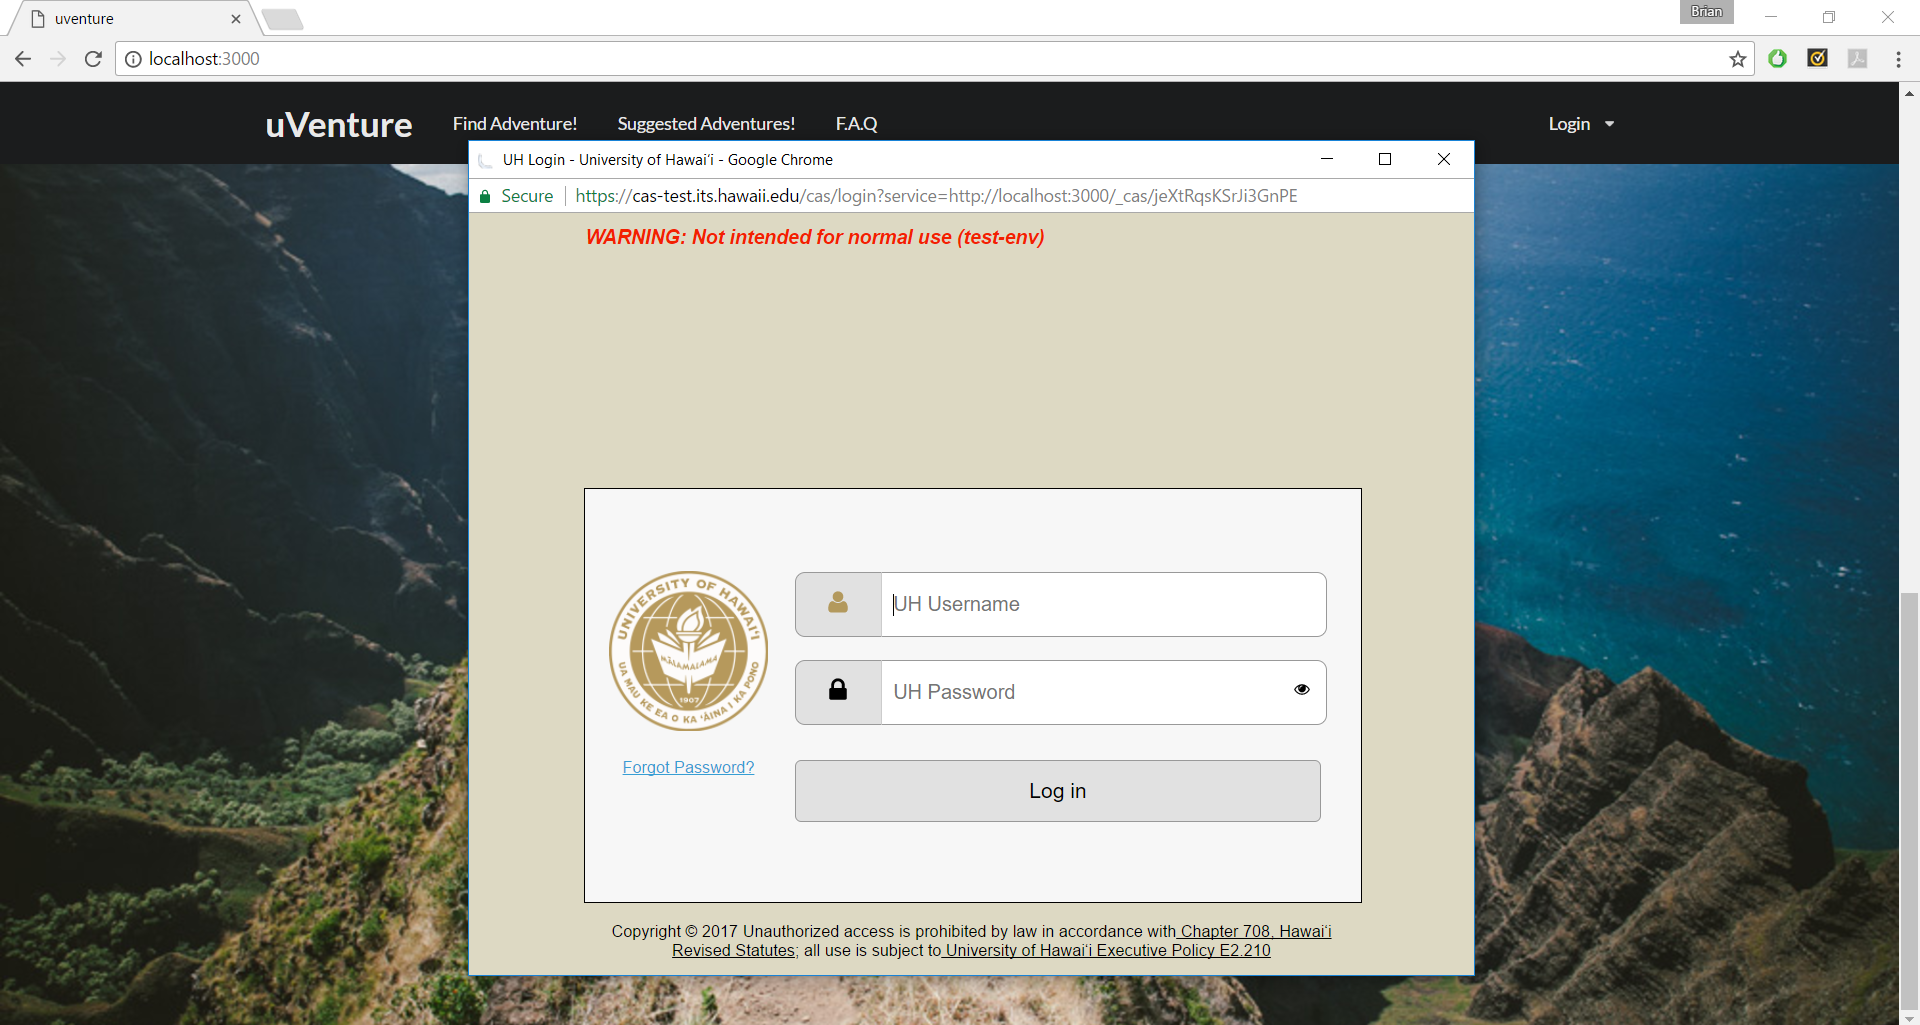 uventure
Brian
localhost:3000
uVenture
Find Adventure!
Suggested Adventures!
F.A.Q
Login
UH Login - University of Hawaiʻi - Google Chrome
Secure
https://cas-test.its.hawaii.edu/cas/login?service=http://localhost:3000/_cas/jeXtRqsKSrJi3GnPE
WARNING: Not intended for normal use (test-env)
UNIVERSITY OF HAWAIʻI
MĀLAMALAMA
1907
UA MAU KE EA O KA ʻĀINA I KA PONO
UH Username
UH Password
Forgot Password?
Log in
Copyright © 2017 Unauthorized access is prohibited by law in accordance with Chapter 708, Hawaiʻi
Revised Statutes; all use is subject to University of Hawaiʻi Executive Policy E2.210